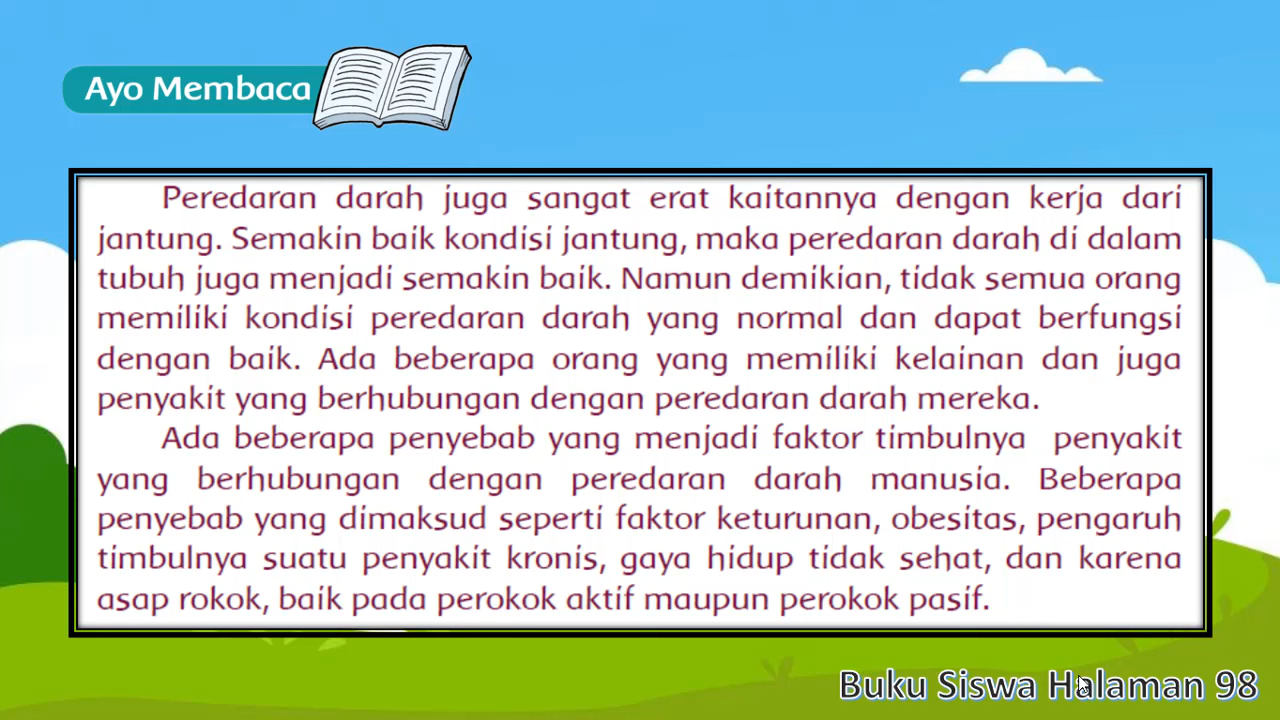 Ayo Membaca
Peredaran darah juga sangat erat kaitannya dengan kerja dari
jantung. Semakin baik kondisi jantung, maka peredaran darah di dalam
tubuh juga menjadi semakin baik. Namun demikian, tidak semua orang
memiliki kondisi peredaran darah yang normal dan dapat berfungsi
dengan baik. Ada beberapa orang yang memiliki kelainan dan juga
penyakit yang berhubungan dengan peredaran darah mereka.
Ada beberapa penyebab yang menjadi faktor timbulnya penyakit
yang berhubungan dengan peredaran darah manusia. Beberapa
penyebab yang dimaksud seperti faktor keturunan, obesitas, pengaruh
timbulnya suatu penyakit kronis, gaya hidup tidak sehat, dan karena
asap rokok, baik pada perokok aktif maupun perokok pasif.
Buku Siswa Halaman 98